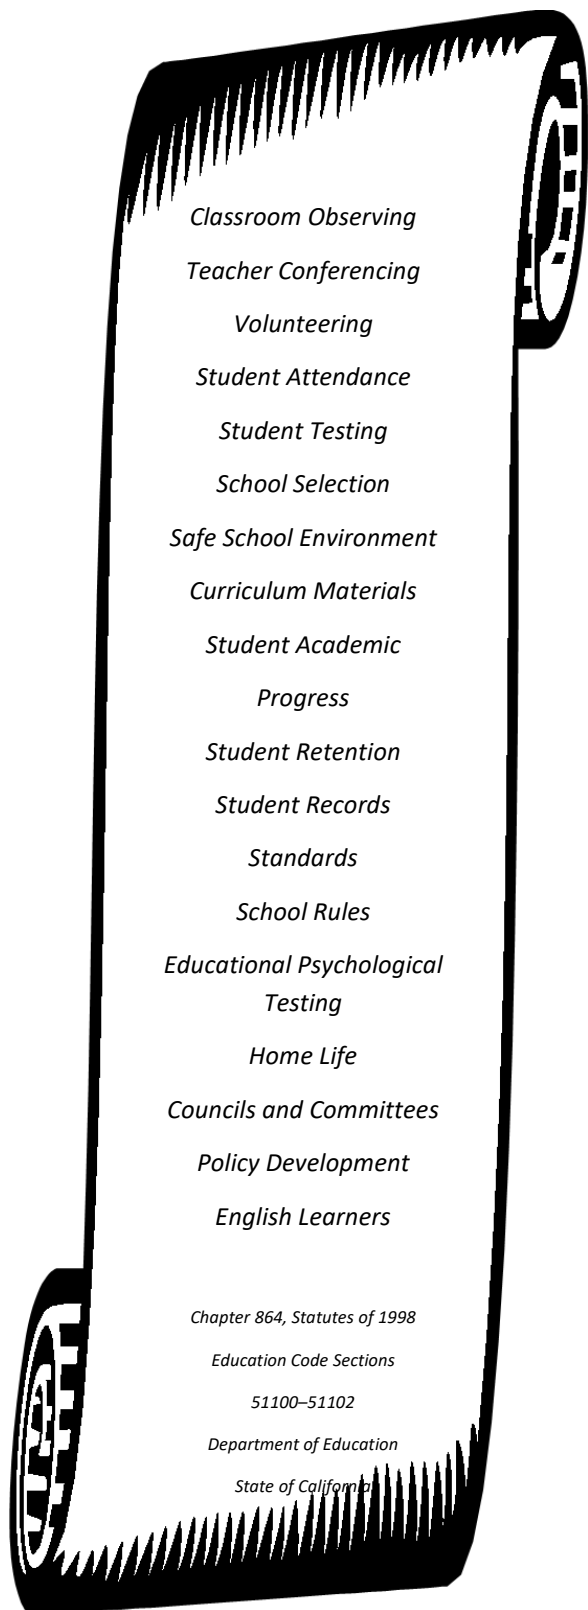 Classroom Observing
Teacher Conferencing
Volunteering
Student Attendance
Student Testing
School Selection
Safe School Environment
Curriculum Materials
Student Academic
Progress
Student Retention
Student Records
Standards
School Rules
Educational Psychological
Testing
Home Life
Councils and Committees
Policy Development
English Learners
Chapter 864, Statutes of 1998
Education Code Sections
51100–51102
Department of Education
State of California